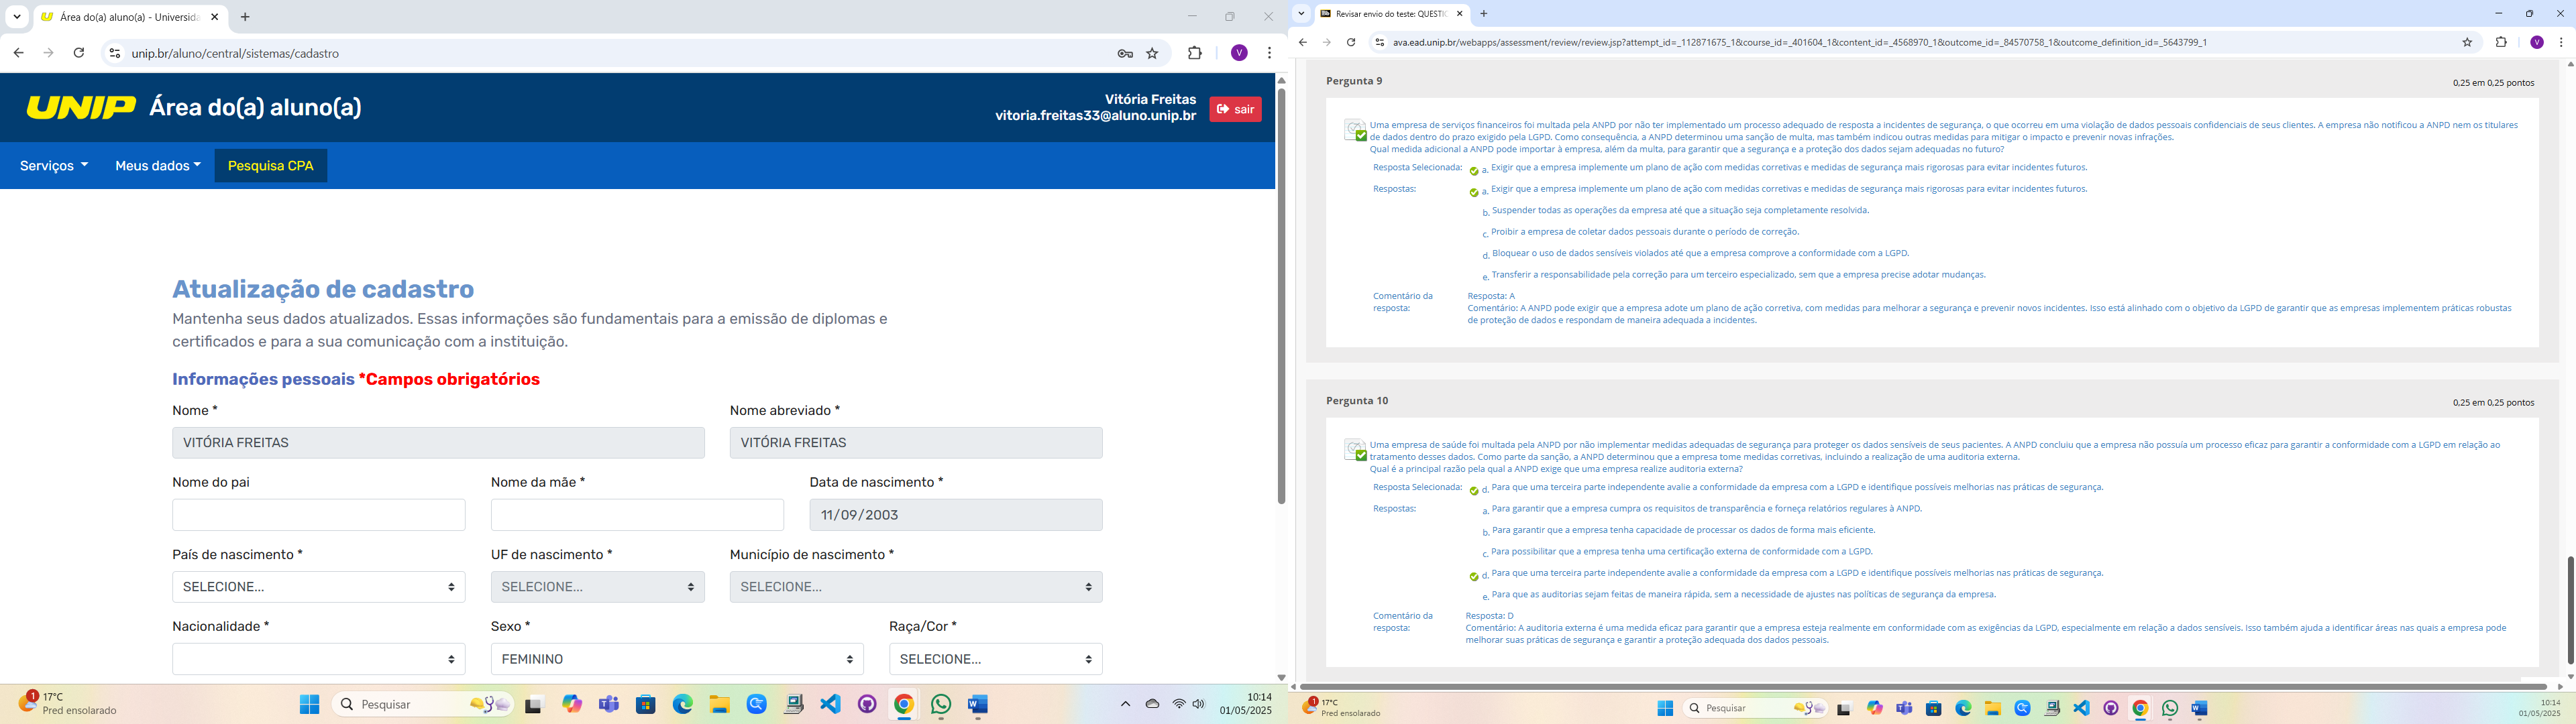 Área do(a) aluno(a) - Universida
unip.br/aluno/central/sistemas/cadastro
UNIP Área do(a) aluno(a)
Vitória Freitas
vitoria.freitas33@aluno.unip.br
sair
Serviços
Meus dados
Pesquisa CPA
Atualização de cadastro
Mantenha seus dados atualizados. Essas informações são fundamentais para a emissão de diplomas e
certificados e para a sua comunicação com a instituição.
Informações pessoais *Campos obrigatórios
Nome *
Nome abreviado *
VITÓRIA FREITAS
VITÓRIA FREITAS
Nome do pai
Nome da mãe *
Data de nascimento *
11/09/2003
País de nascimento *
UF de nascimento *
Município de nascimento *
SELECIONE...
SELECIONE...
SELECIONE...
Nacionalidade *
Sexo *
Raça/Cor *
FEMININO
SELECIONE...
1
17°C
Pred ensolarado
Pesquisar
10:14
01/05/2025
Revisar envio do teste: QUESTIC
ava.ead.unip.br/webapps/assessment/review/review.jsp?attempt_id=_112871675_1&course_id=_401604_1&content_id=_4568970_1&outcome_id=_84570758_1&outcome_definition_id=_5643799_1
Pergunta 9
0,25 em 0,25 pontos
Uma empresa de serviços financeiros foi multada pela ANPD por não ter implementado um processo adequado de resposta a incidentes de segurança, o que ocorreu em uma violação de dados pessoais confidenciais de seus clientes. A empresa não notificou a ANPD nem os titulares
de dados dentro do prazo exigido pela LGPD. Como consequência, a ANPD determinou uma sanção de multa, mas também indicou outras medidas para mitigar o impacto e prevenir novas infrações.
Qual medida adicional a ANPD pode importar à empresa, além da multa, para garantir que a segurança e a proteção dos dados sejam adequadas no futuro?
Resposta Selecionada: a. Exigir que a empresa implemente um plano de ação com medidas corretivas e medidas de segurança mais rigorosas para evitar incidentes futuros.
Respostas: a. Exigir que a empresa implemente um plano de ação com medidas corretivas e medidas de segurança mais rigorosas para evitar incidentes futuros.
b. Suspender todas as operações da empresa até que a situação seja completamente resolvida.
c. Proibir a empresa de coletar dados pessoais durante o período de correção.
d. Bloquear o uso de dados sensíveis violados até que a empresa comprove a conformidade com a LGPD.
e. Transferir a responsabilidade pela correção para um terceiro especializado, sem que a empresa precise adotar mudanças.
Comentário da resposta:
Resposta: A
Comentário: A ANPD pode exigir que a empresa adote um plano de ação corretiva, com medidas para melhorar a segurança e prevenir novos incidentes. Isso está alinhado com o objetivo da LGPD de garantir que as empresas implementem práticas robustas
de proteção de dados e respondam de maneira adequada a incidentes.
Pergunta 10
0,25 em 0,25 pontos
Uma empresa de saúde foi multada pela ANPD por não implementar medidas adequadas de segurança para proteger os dados sensíveis de seus pacientes. A ANPD concluiu que a empresa não possuía um processo eficaz para garantir a conformidade com a LGPD em relação ao
tratamento desses dados. Como parte da sanção, a ANPD determinou que a empresa tome medidas corretivas, incluindo a realização de uma auditoria externa.
Qual é a principal razão pela qual a ANPD exige que uma empresa realize auditoria externa?
Resposta Selecionada: d. Para que uma terceira parte independente avalie a conformidade da empresa com a LGPD e identifique possíveis melhorias nas práticas de segurança.
Respostas: a. Para garantir que a empresa cumpra os requisitos de transparência e forneça relatórios regulares à ANPD.
b. Para garantir que a empresa tenha capacidade de processar os dados de forma mais eficiente.
c. Para possibilitar que a empresa tenha uma certificação externa de conformidade com a LGPD.
d. Para que uma terceira parte independente avalie a conformidade da empresa com a LGPD e identifique possíveis melhorias nas práticas de segurança.
e. Para que as auditorias sejam feitas de maneira rápida, sem a necessidade de ajustes nas políticas de segurança da empresa.
Comentário da resposta:
Resposta: D
Comentário: A auditoria externa é uma medida eficaz para garantir que a empresa esteja realmente em conformidade com as exigências da LGPD, especialmente em relação a dados sensíveis. Isso também ajuda a identificar áreas nas quais a empresa pode
melhorar suas práticas de segurança e garantir a proteção adequada dos dados pessoais.
1
17°C
Pred ensolarado
Pesquisar
10:14
01/05/2025